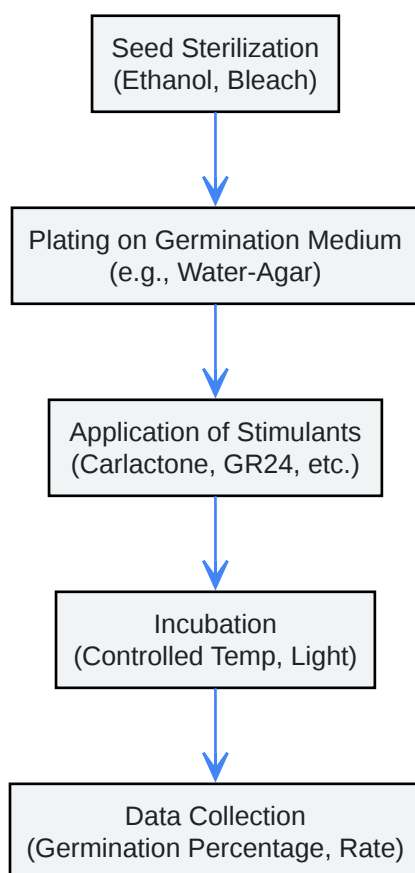 Seed Sterilization
(Ethanol, Bleach)
Plating on Germination Medium
(e.g., Water-Agar)
Application of Stimulants
(Carlactone, GR24, etc.)
Incubation
(Controlled Temp, Light)
Data Collection
(Germination Percentage, Rate)